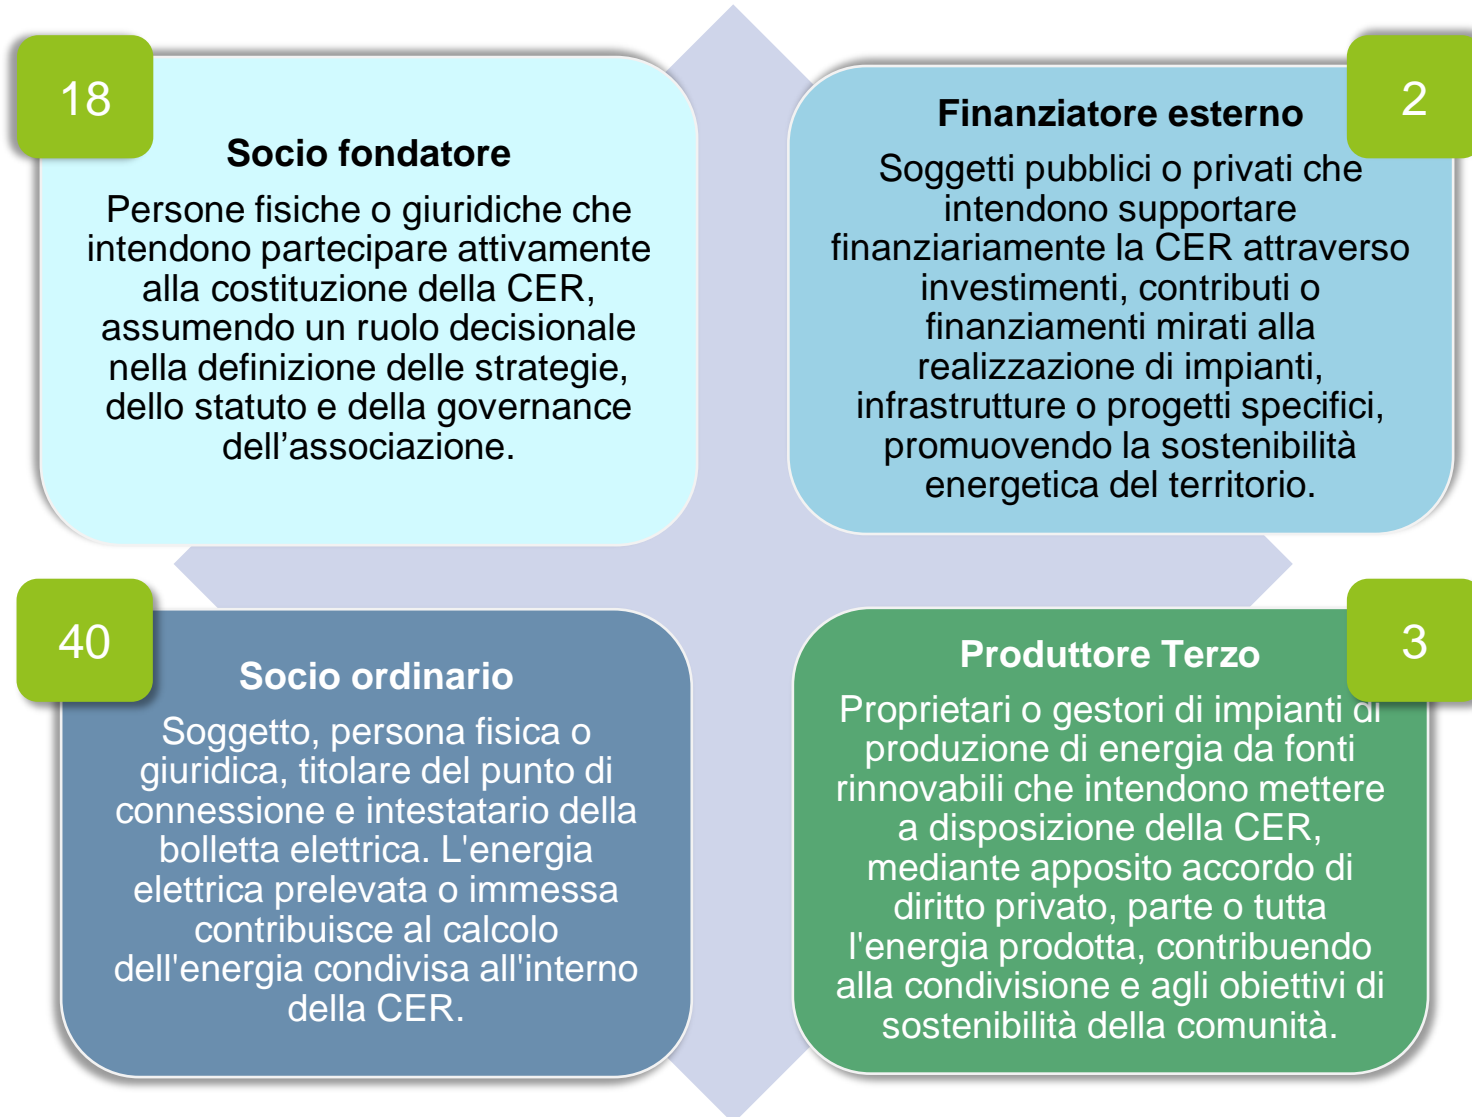 18
Socio fondatore
Persone fisiche o giuridiche che
intendono partecipare attivamente
alla costituzione della CER,
assumendo un ruolo decisionale
nella definizione delle strategie,
dello statuto e della governance
dell’associazione.
2
Finanziatore esterno
Soggetti pubblici o privati che
intendono supportare
finanziariamente la CER attraverso
investimenti, contributi o
finanziamenti mirati alla
realizzazione di impianti,
infrastrutture o progetti specifici,
promuovendo la sostenibilità
energetica del territorio.
40
Socio ordinario
Soggetto, persona fisica o
giuridica, titolare del punto di
connessione e intestatario della
bolletta elettrica. L'energia
elettrica prelevata o immessa
contribuisce al calcolo
dell'energia condivisa all'interno
della CER.
3
Produttore Terzo
Proprietari o gestori di impianti di
produzione di energia da fonti
rinnovabili che intendono mettere
a disposizione della CER,
mediante apposito accordo di
diritto privato, parte o tutta
l'energia prodotta, contribuendo
alla condivisione e agli obiettivi di
sostenibilità della comunità.